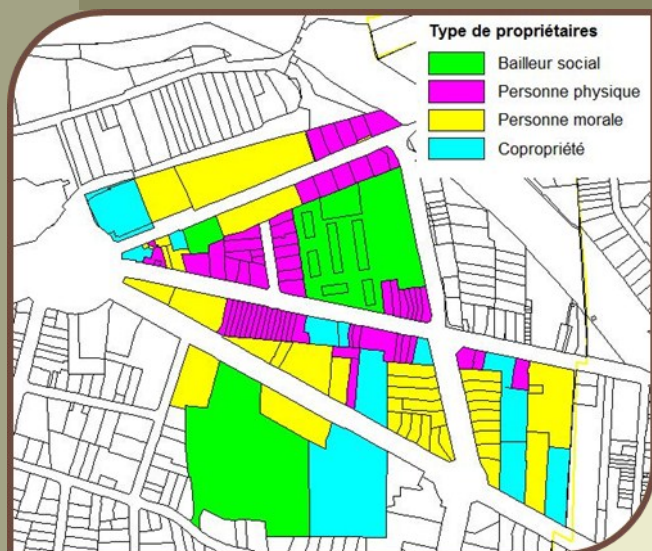 Type de propriétaires
Bailleur social
Personne physique
Personne morale
Copropriété